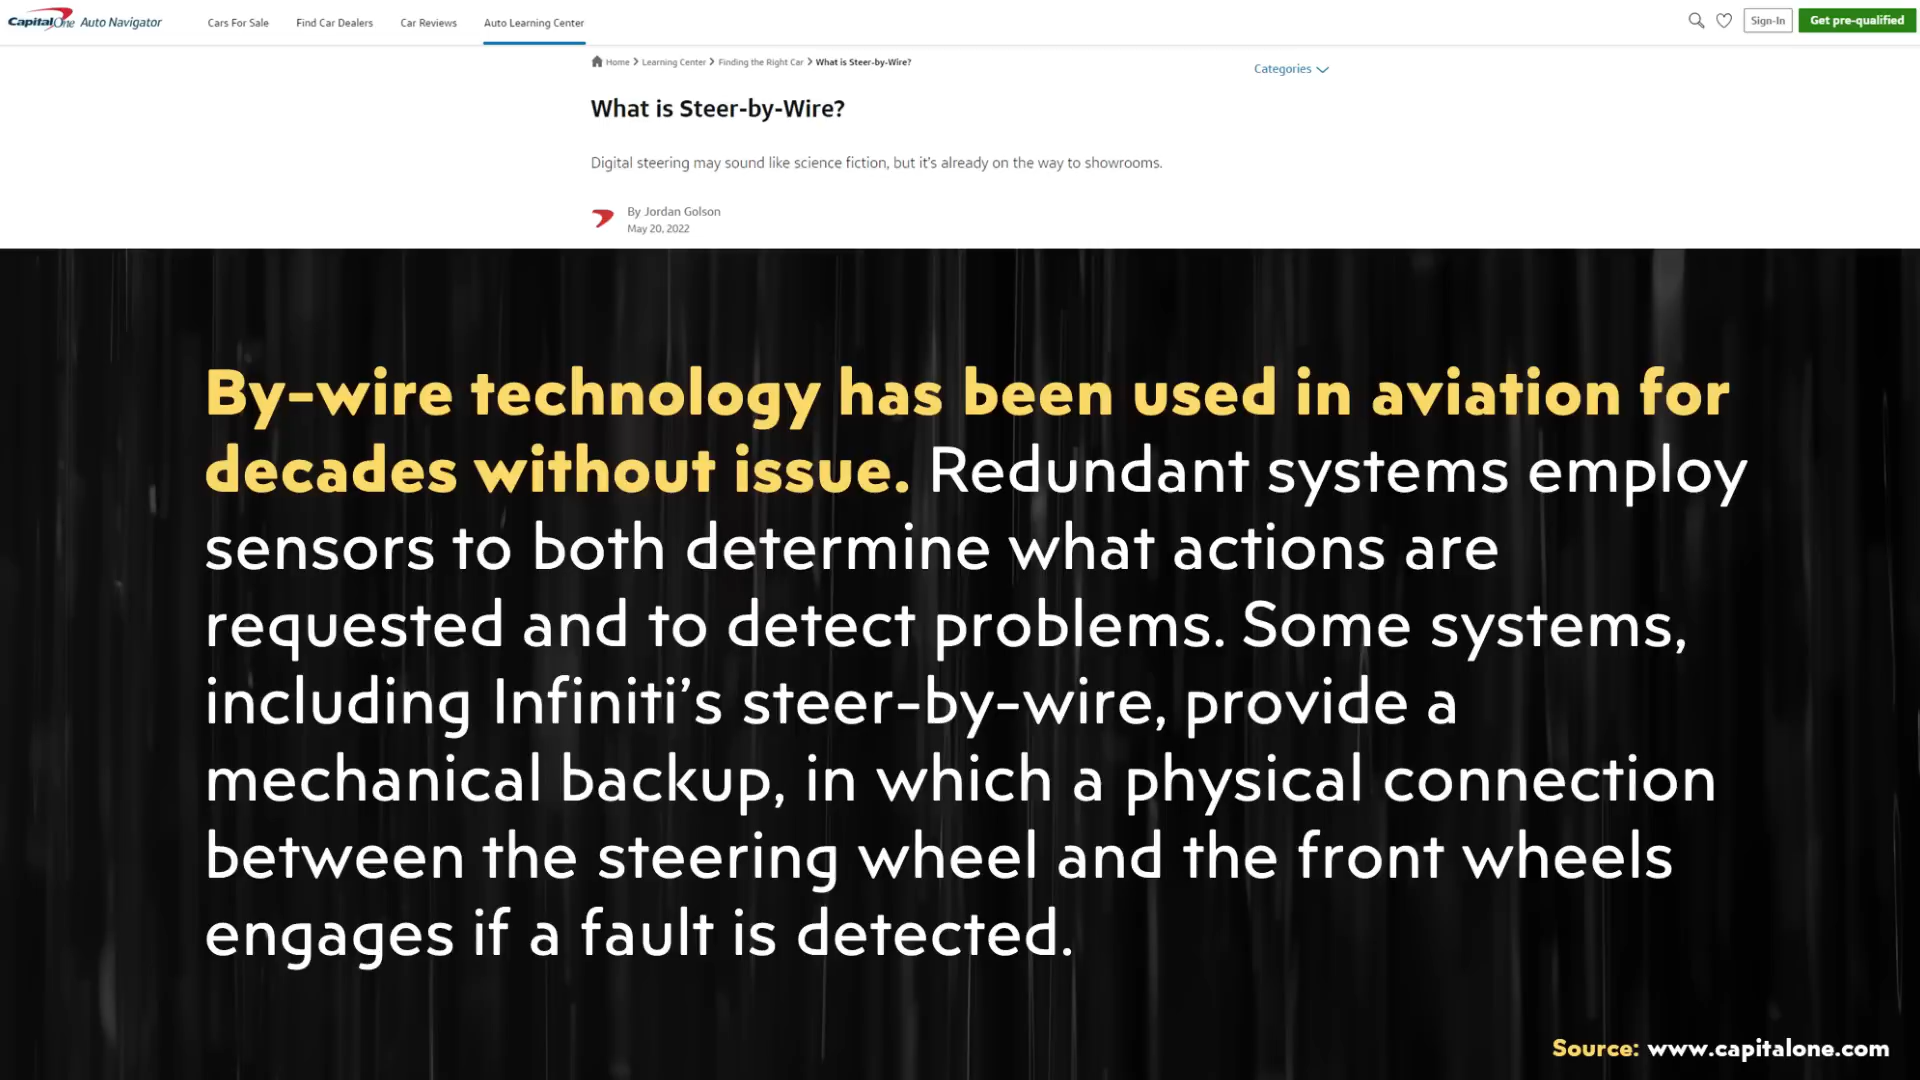 CapitalOne Auto Navigator
Cars For Sale
Find Car Dealers
Car Reviews
Auto Learning Center
Sign-In
Get pre-qualified
Home > Learning Center > Finding the Right Car > What is Steer-by-Wire?
Categories
What is Steer-by-Wire?
Digital steering may sound like science fiction, but it's already on the way to showrooms.
By Jordan Golson
May 20, 2022
By-wire technology has been used in aviation for
decades without issue. Redundant systems employ
sensors to both determine what actions are
requested and to detect problems. Some systems,
including Infiniti’s steer-by-wire, provide a
mechanical backup, in which a physical connection
between the steering wheel and the front wheels
engages if a fault is detected.
Source: www.capitalone.com